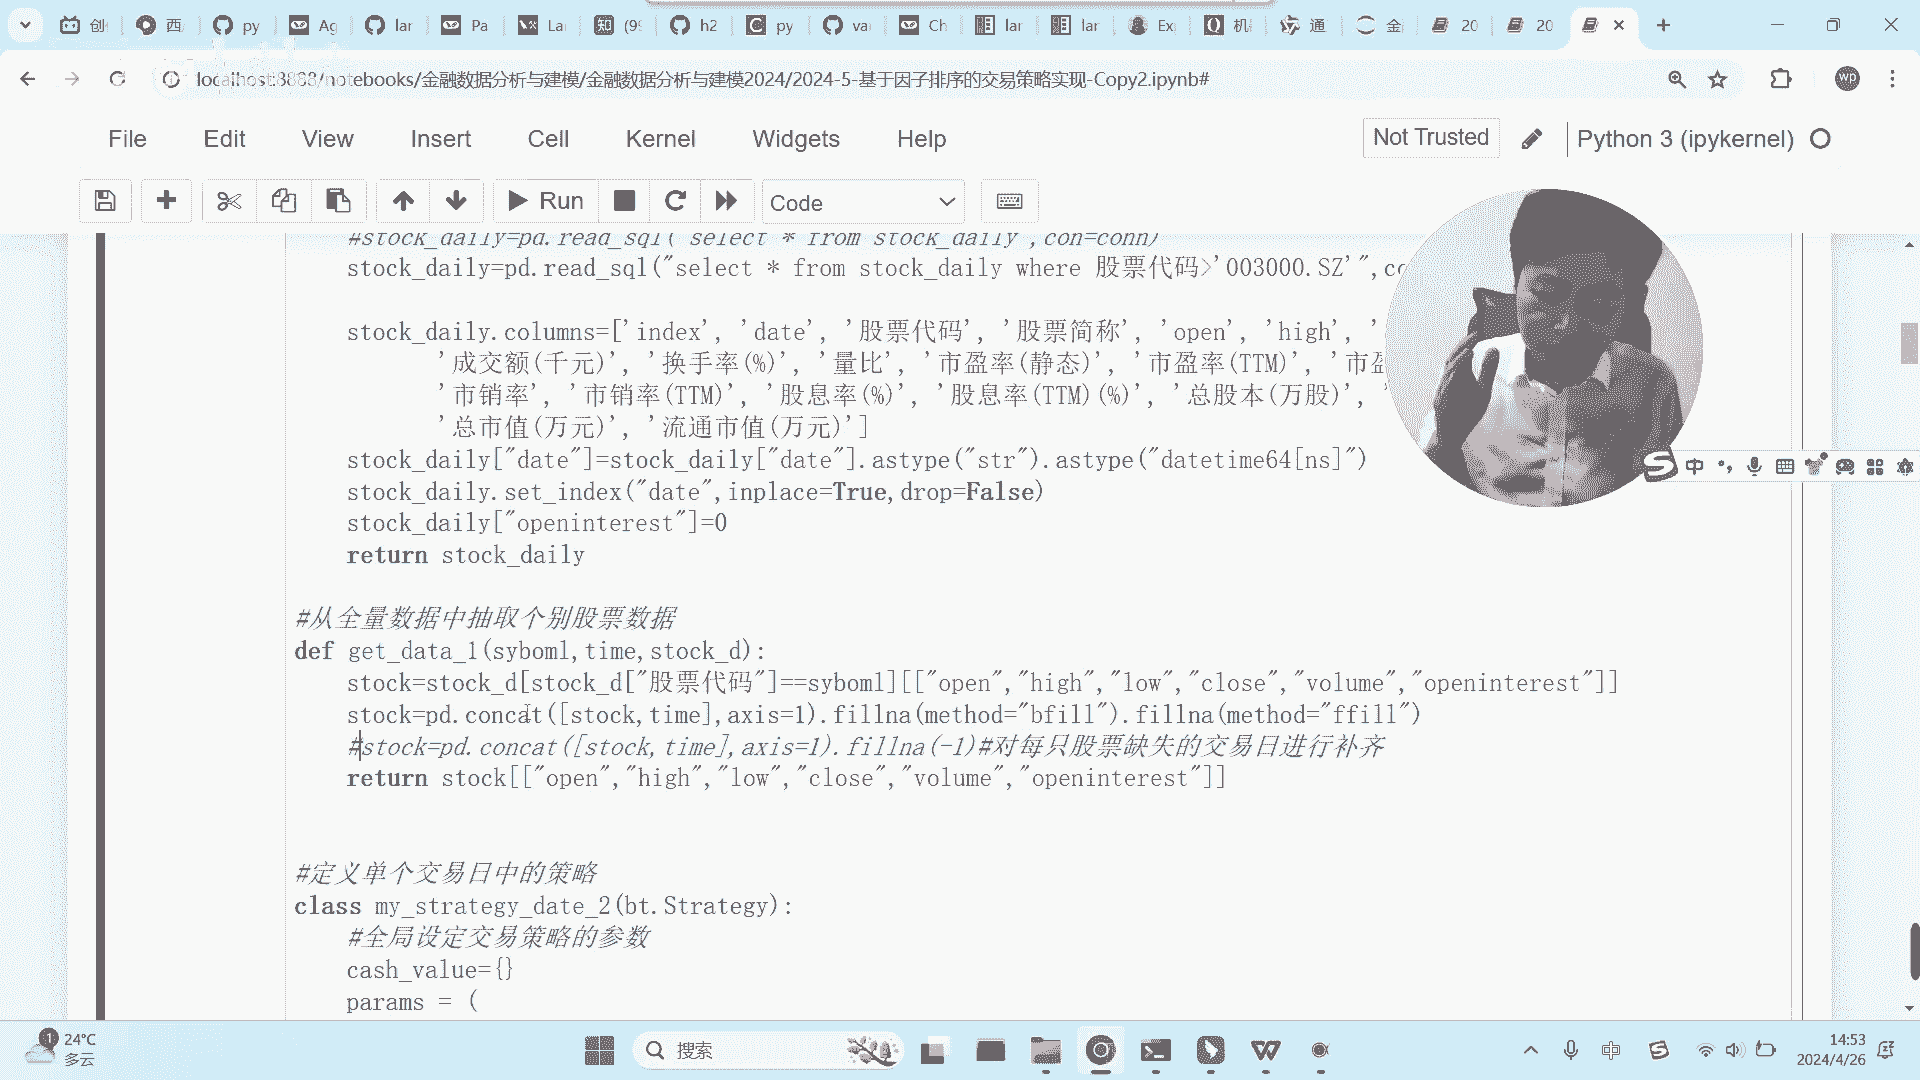 创
西
py
Ag
lar
Pa
La
知 (9
h2
py
va
Ch
lar
lar
Ex
机
通
金
20
20
localhost:8888/notebooks/金融数据分析与建模/金融数据分析与建模2024/2024-5-基于因子排序的交易策略实现-Copy2.ipynb#
wp
File Edit View Insert Cell Kernel Widgets Help
Not Trusted
Python 3 (ipykernel)
Run
Code
#stock_daily=pd.read_sql("select * from stock_daily",con=conn)
stock_daily=pd.read_sql("select * from stock_daily where 股票代码>'003000.SZ'",co
stock_daily.columns=['index', 'date', '股票代码', '股票简称', 'open', 'high', '
'成交额(千元)', '换手率(%)', '量比', '市盈率(静态)', '市盈率(TTM)', '市盈
'市销率', '市销率(TTM)', '股息率(%)', '股息率(TTM)(%)', '总股本(万股)', '
'总市值(万元)', '流通市值(万元)']
stock_daily["date"]=stock_daily["date"].astype("str").astype("datetime64[ns]")
stock_daily.set_index("date",inplace=True,drop=False)
stock_daily["openinterest"]=0
return stock_daily
#从全量数据中抽取个别股票数据
def get_data_1(syboml,time,stock_d):
stock=stock_d[stock_d["股票代码"]==syboml][["open","high","low","close","volume","openinterest"]]
stock=pd.concat([stock,time],axis=1).fillna(method="bfill").fillna(method="ffill")
#stock=pd.concat([stock,time],axis=1).fillna(-1)#对每只股票缺失的交易日进行补齐
return stock[["open","high","low","close","volume","openinterest"]]
#定义单个交易日中的策略
class my_strategy_date_2(bt.Strategy):
#全局设定交易策略的参数
cash_value={}
params = (
中
1
24°C
多云
搜索
中
14:53
2024/4/26